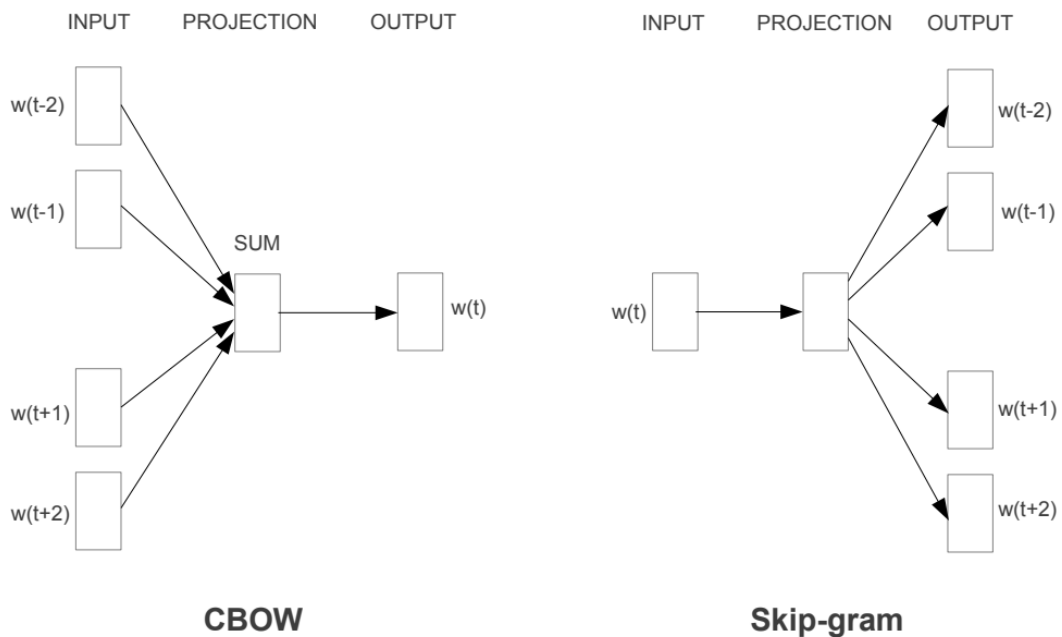 INPUT PROJECTION OUTPUT
w(t-2)
w(t-1)
SUM
w(t)
w(t+1)
w(t+2)
CBOW
INPUT PROJECTION OUTPUT
w(t-2)
w(t-1)
w(t)
w(t+1)
w(t+2)
Skip-gram